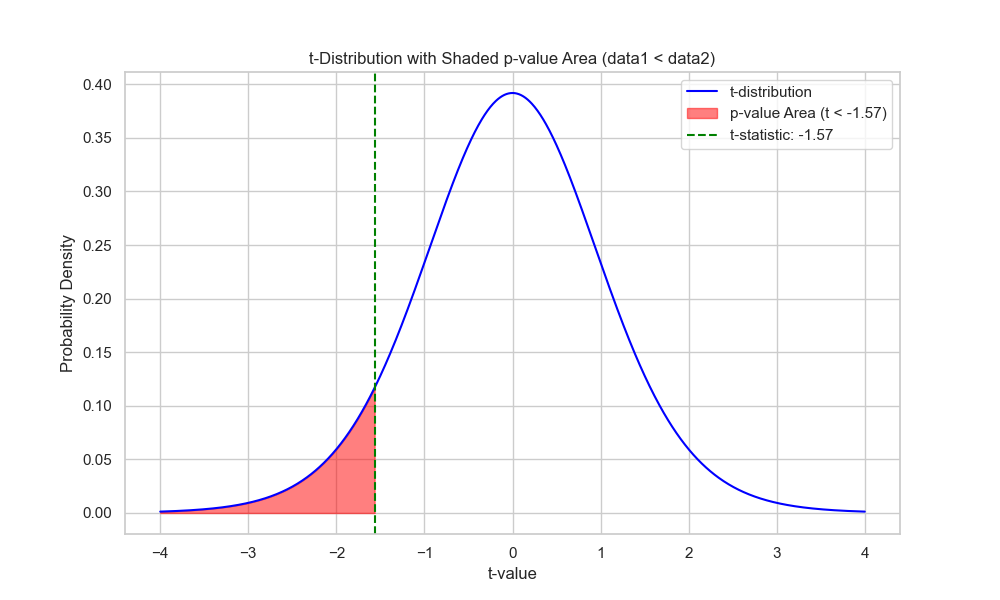 t-Distribution with Shaded p-value Area (data1 < data2)
t-distribution
p-value Area (t < -1.57)
t-statistic: -1.57
Probability Density
0.40
0.35
0.30
0.25
0.20
0.15
0.10
0.05
0.00
−4 −3 −2 −1 0 1 2 3 4
t-value